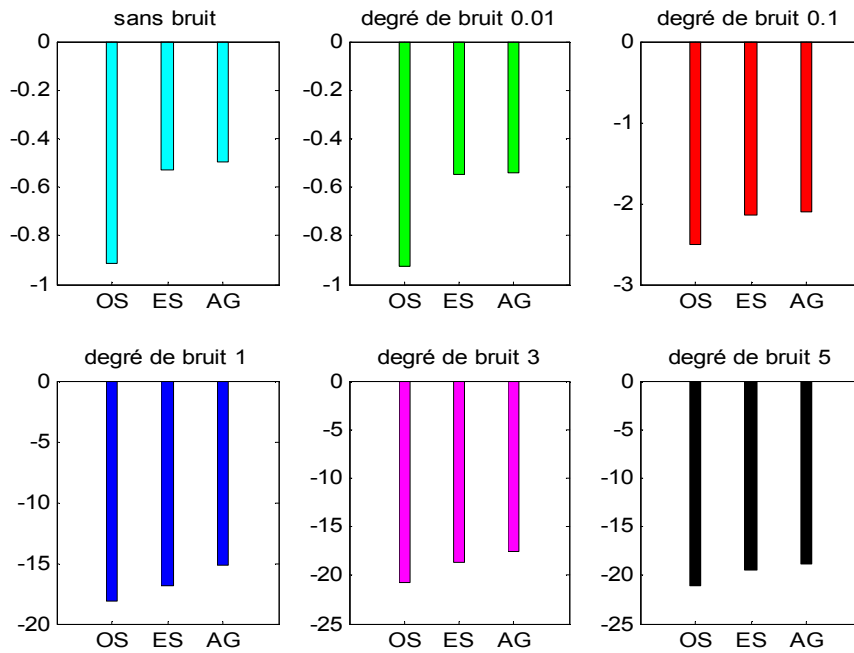 sans bruit
0
-0.2
-0.4
-0.6
-0.8
-1
OS ES AG
degré de bruit 0.01
0
-0.2
-0.4
-0.6
-0.8
-1
OS ES AG
degré de bruit 0.1
0
-1
-2
-3
OS ES AG
degré de bruit 1
0
-5
-10
-15
-20
OS ES AG
degré de bruit 3
0
-5
-10
-15
-20
-25
OS ES AG
degré de bruit 5
0
-5
-10
-15
-20
-25
OS ES AG